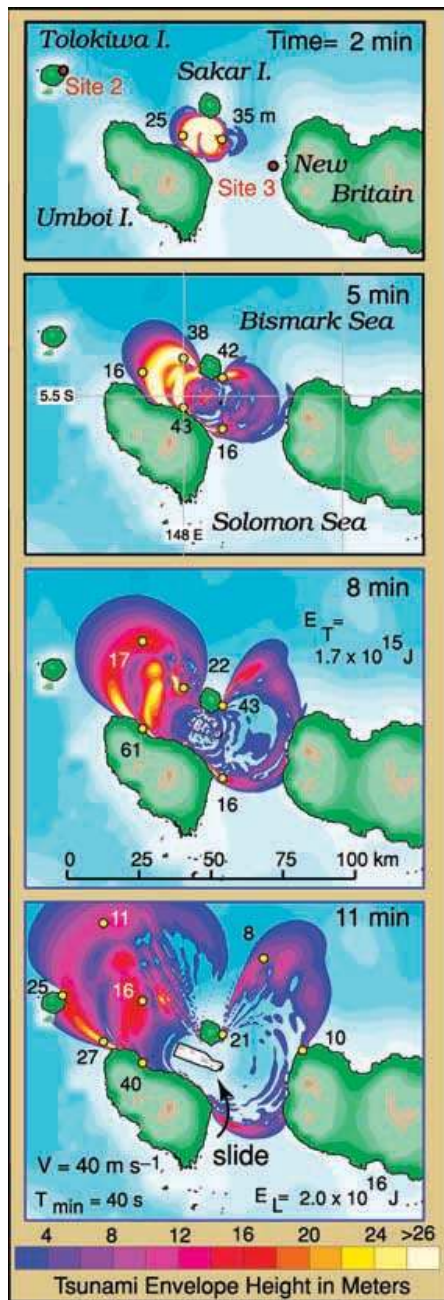 Tolokiwa I.
Time= 2 min
Sakar I.
Site 2
25
35 m
Site 3
New
Britain
Umboi I.
5 min
Bismark Sea
38
42
16
5.5 S
43
16
Solomon Sea
148 E
8 min
E T =
1.7 x 10^15 J
17
22
43
61
16
0 25 50 75 100 km
11 min
11
8
25
16
21
10
27
40
slide
V = 40 m s–1
T min = 40 s
E L = 2.0 x 10^16 J
4 8 12 16 20 24 >26
Tsunami Envelope Height in Meters